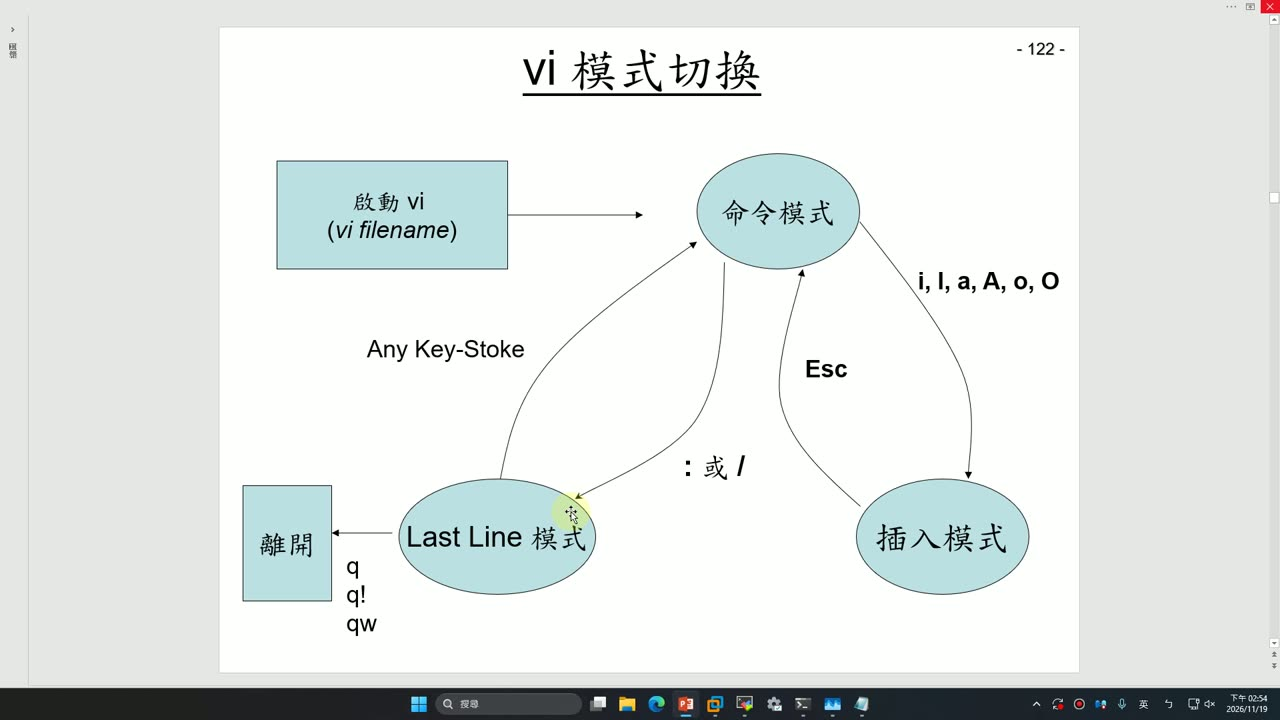 - 122 -
vi 模式切換
啟動 vi
(vi filename)
命令模式
i, I, a, A, o, O
Any Key-Stoke
Esc
: 或 /
離開
Last Line 模式
插入模式
q
q!
qw
搜尋
英
下午 02:54
2026/11/19